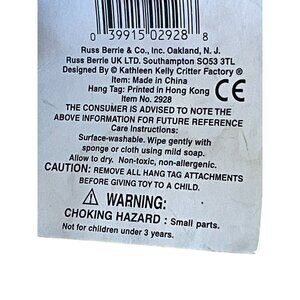 0 39915 02928 8
Russ Berrie & Co., Inc. Oakland, N. J.
Russ Berrie UK LTD. Southampton SO53 3TL
Designed By © Kathleen Kelly Critter Factory ®
Item: Made in China
Hang Tag: Printed in Hong Kong CE
Item No. 2928
THE CONSUMER IS ADVISED TO NOTE THE
ABOVE INFORMATION FOR FUTURE REFERENCE
Care Instructions:
Surface-washable. Wipe gently with
sponge or cloth using mild soap.
Allow to dry. Non-toxic, non-allergenic.
CAUTION: REMOVE ALL HANG TAG ATTACHMENTS
BEFORE GIVING TOY TO A CHILD.
⚠ WARNING:
CHOKING HAZARD : Small parts.
Not for children under 3 years.